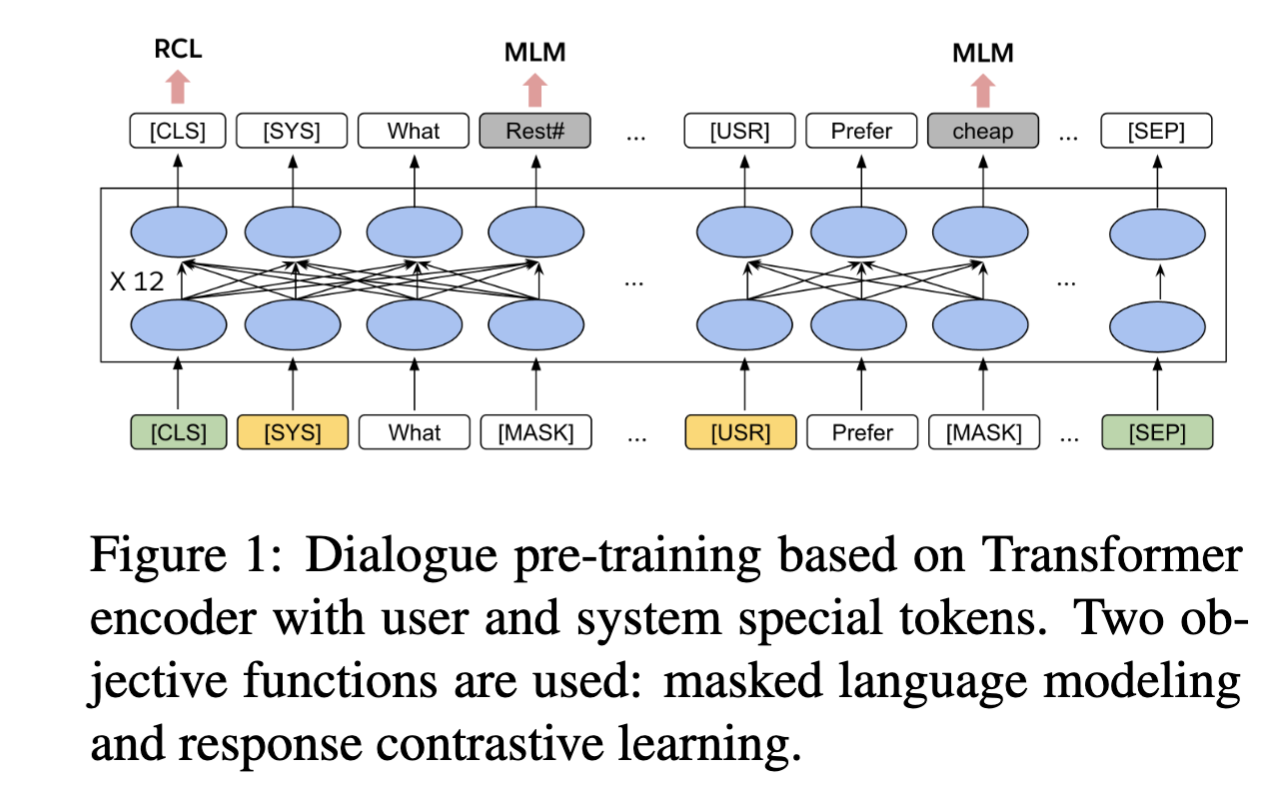 RCL MLM MLM
[CLS] [SYS] What Rest# ... [USR] Prefer cheap ... [SEP]
X 12 ... ...
[CLS] [SYS] What [MASK] ... [USR] Prefer [MASK] ... [SEP]
Figure 1: Dialogue pre-training based on Transformer
encoder with user and system special tokens. Two ob-
jective functions are used: masked language modeling
and response contrastive learning.